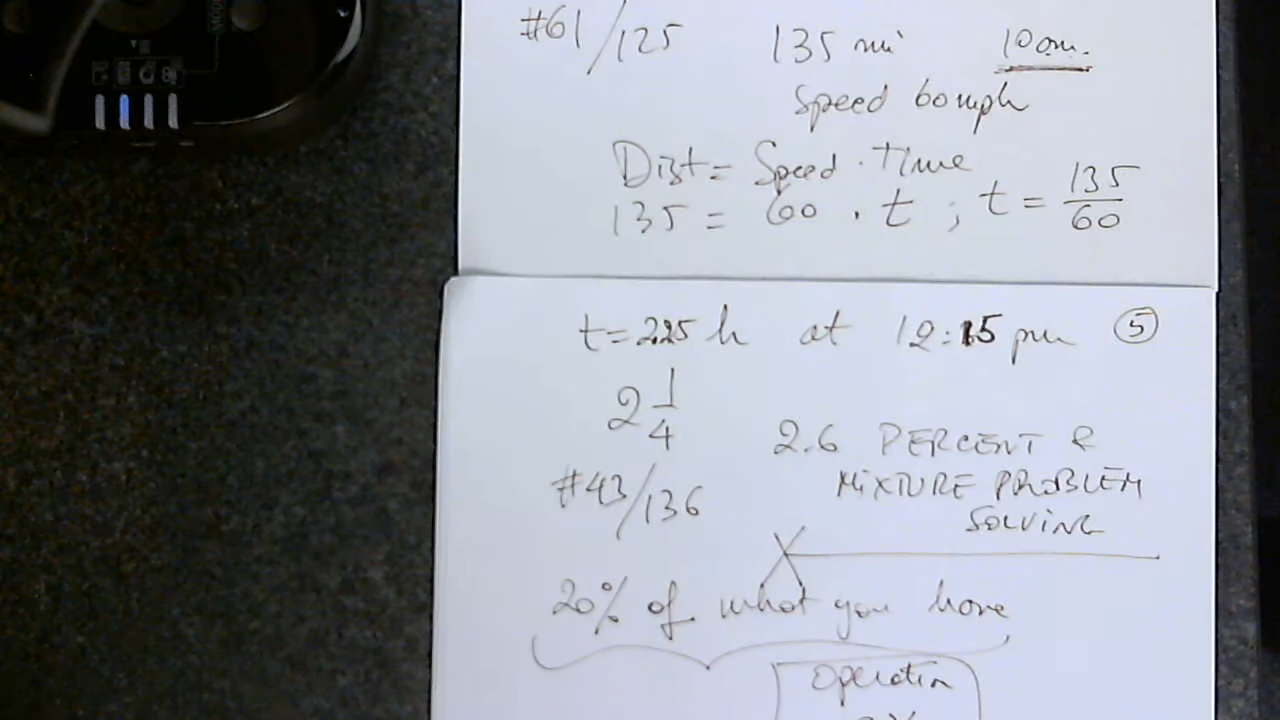 #61/125 135 mi 10am.
Speed 60mph
Dist = Speed · Time
135 = 60 . t ; t = 135/60
t = 2.25 h at 12:15 pm 5
2 1/4
2.6 PERCENT &
MIXTURE PROBLEM
SOLVING
#43/136
20% of what you have
Operation